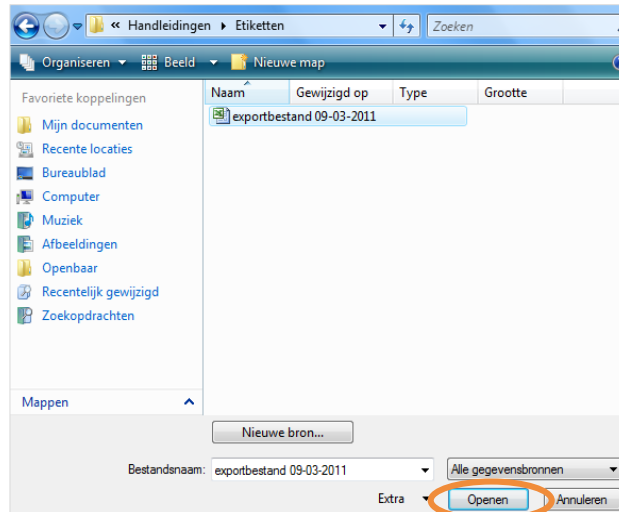 « Handleidingen ▸ Etiketten Zoeken
Organiseren Beeld Nieuwe map
Favoriete koppelingen
Naam Gewijzigd op Type Grootte
exportbestand 09-03-2011
Mijn documenten
Recente locaties
Bureaublad
Computer
Muziek
Afbeeldingen
Openbaar
Recentelijk gewijzigd
Zoekopdrachten
Mappen
Nieuwe bron...
Bestandsnaam: exportbestand 09-03-2011 Alle gegevensbronnen
Extra Openen Annuleren